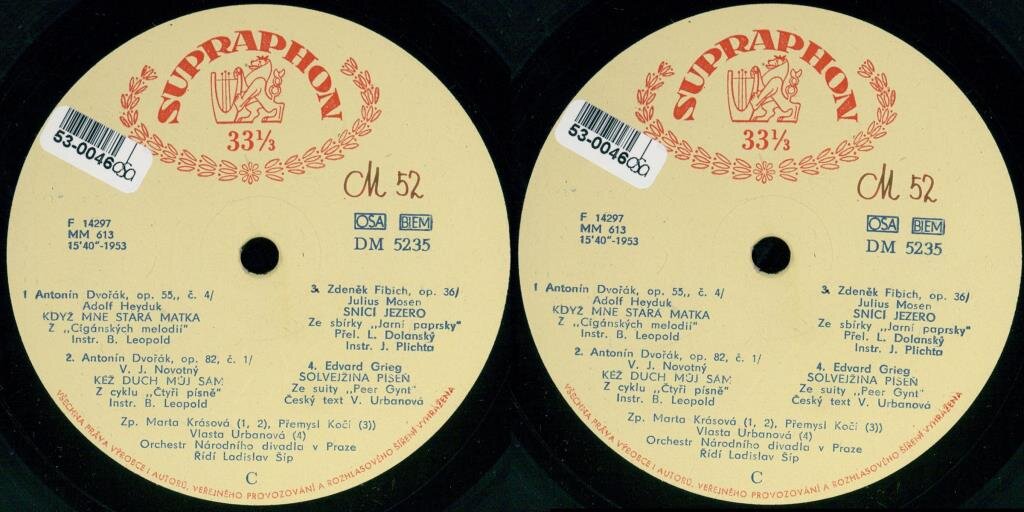 SUPRAPHON
33⅓
53-0046
OSA
M 52
F 14297
MM 613
15'40"-1953
OSA BIEM
DM 5235
1 Antonín Dvořák, op. 55,, č. 4/
Adolf Heyduk
KDYŽ MNE STARÁ MATKA
Z ,,Cigánských melodií"
Instr. B. Leopold
2. Antonín Dvořák, op. 82, č. 1/
V. J. Novotný
KÉŽ DUCH MŮJ SÁM
Z cyklu ,,Čtyři písně"
Instr. B. Leopold
3. Zdeněk Fibich, op. 36/
Julius Mosen
SNÍCÍ JEZERO
Ze sbírky ,,Jarní paprsky"
Přel. L. Dolanský
Instr. J. Plichta
4. Edvard Grieg
SOLVEJŽINA PÍSEŇ
Ze suity ,,Peer Gynt"
Český text V. Urbanová
Zp. Marta Krásová (1, 2), Přemysl Kočí (3))
Vlasta Urbanová (4)
Orchestr Národního divadla v Praze
Řídí Ladislav Šíp
C
VŠECHNA PRÁVA VÝROBCE I AUTORŮ, VEŘEJNÉHO PROVOZOVÁNÍ A ROZHLASOVÉHO ŠÍŘENÍ VYHRAŽENA
SUPRAPHON
33⅓
53-0046
OSA
M 52
F 14297
MM 613
15'40"-1953
OSA BIEM
DM 5235
1 Antonín Dvořák, op. 55,, č. 4/
Adolf Heyduk
KDYŽ MNE STARÁ MATKA
Z ,,Cigánských melodií"
Instr. B. Leopold
2. Antonín Dvořák, op. 82, č. 1/
V. J. Novotný
KÉŽ DUCH MŮJ SÁM
Z cyklu ,,Čtyři písně"
Instr. B. Leopold
3. Zdeněk Fibich, op. 36/
Julius Mosen
SNÍCÍ JEZERO
Ze sbírky ,,Jarní paprsky"
Přel. L. Dolanský
Instr. J. Plichta
4. Edvard Grieg
SOLVEJŽINA PÍSEŇ
Ze suity ,,Peer Gynt"
Český text V. Urbanová
Zp. Marta Krásová (1, 2), Přemysl Kočí (3))
Vlasta Urbanová (4)
Orchestr Národního divadla v Praze
Řídí Ladislav Šíp
C
VŠECHNA PRÁVA VÝROBCE I AUTORŮ, VEŘEJNÉHO PROVOZOVÁNÍ A ROZHLASOVÉHO ŠÍŘENÍ VYHRAŽENA